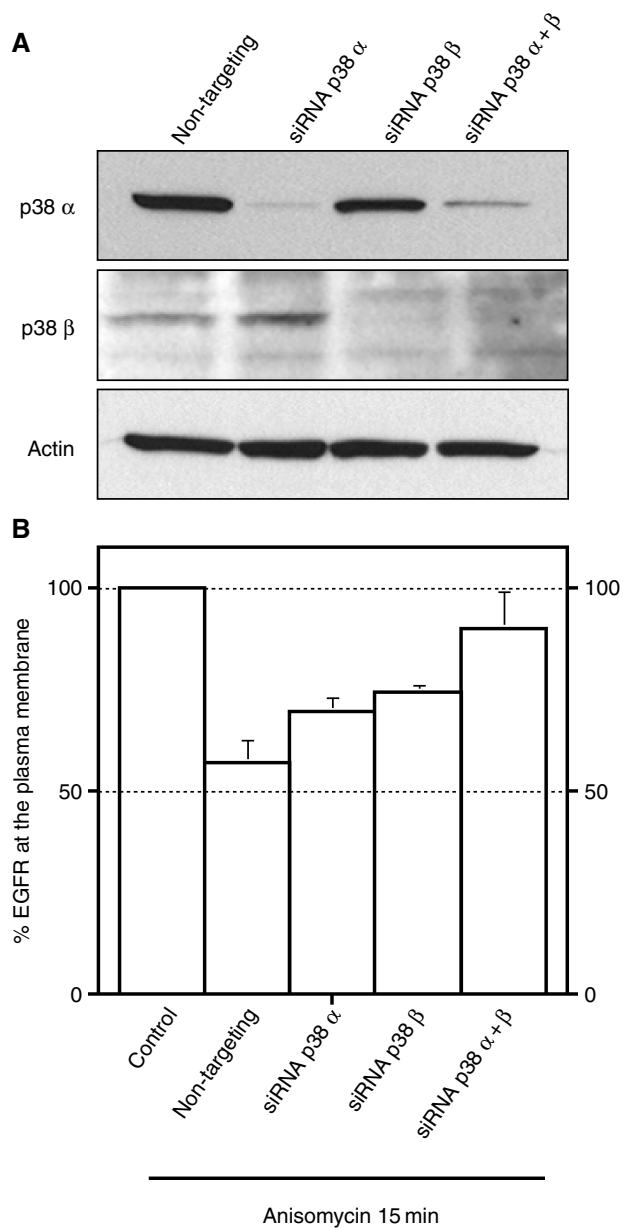 A
Non-targeting
siRNA p38 α
siRNA p38 β
siRNA p38 α + β
p38 α
p38 β
Actin
B
% EGFR at the plasma membrane
100
50
0
100
50
0
Control
Non-targeting
siRNA p38 α
siRNA p38 β
siRNA p38 α + β
Anisomycin 15 min